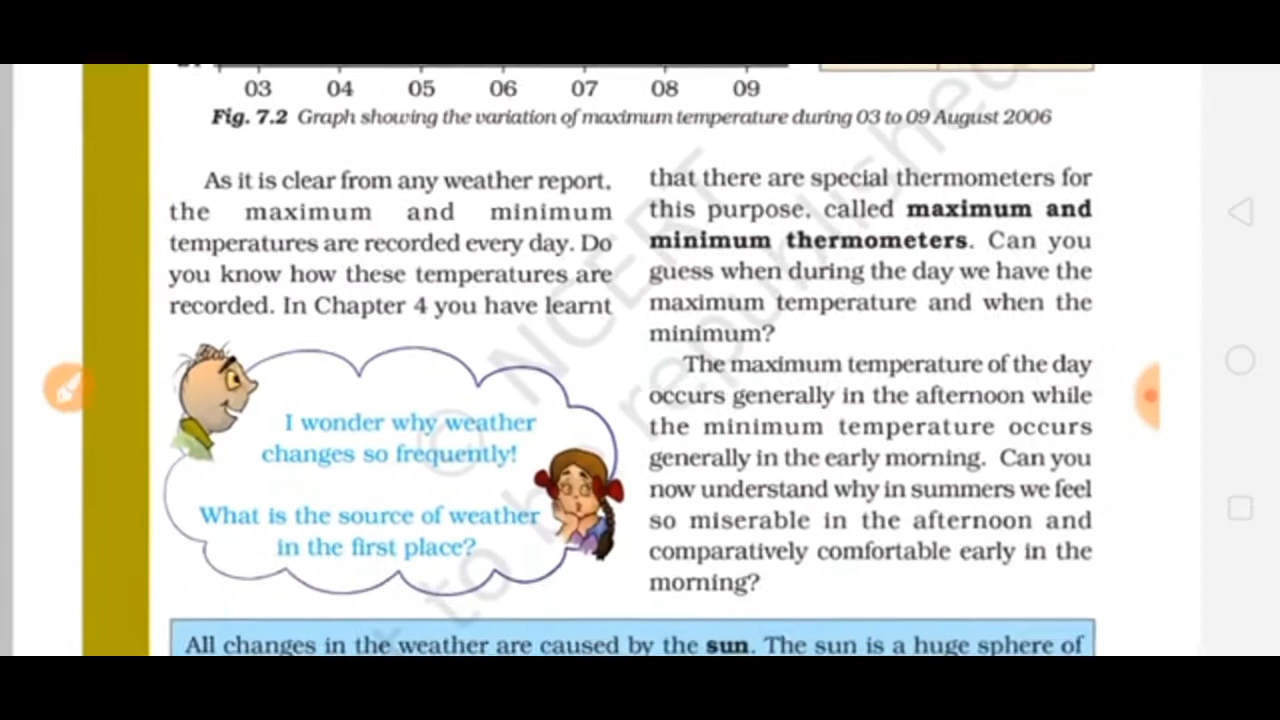 03 04 05 06 07 08 09
Fig. 7.2 Graph showing the variation of maximum temperature during 03 to 09 August 2006
As it is clear from any weather report,
the maximum and minimum
temperatures are recorded every day. Do
you know how these temperatures are
recorded. In Chapter 4 you have learnt
I wonder why weather
changes so frequently!
What is the source of weather
in the first place?
that there are special thermometers for
this purpose, called maximum and
minimum thermometers. Can you
guess when during the day we have the
maximum temperature and when the
minimum?
The maximum temperature of the day
occurs generally in the afternoon while
the minimum temperature occurs
generally in the early morning. Can you
now understand why in summers we feel
so miserable in the afternoon and
comparatively comfortable early in the
morning?
All changes in the weather are caused by the sun. The sun is a huge sphere of
© NCERT
to be republished